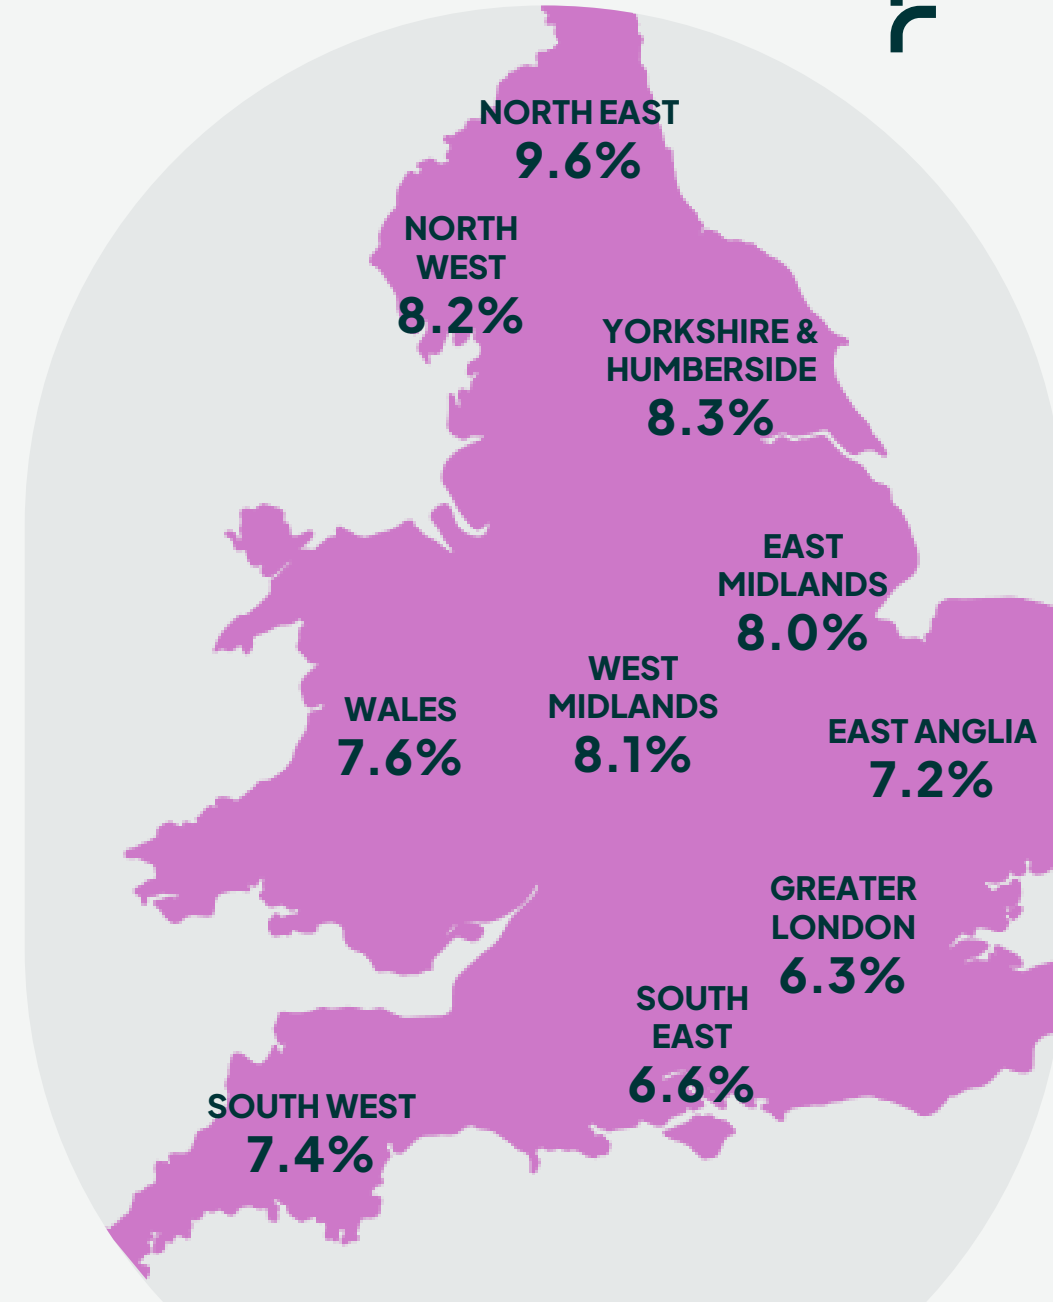 NORTH EAST
9.6%
NORTH
WEST
8.2%
YORKSHIRE &
HUMBERSIDE
8.3%
EAST
MIDLANDS
8.0%
WEST
MIDLANDS
8.1%
WALES
7.6%
EAST ANGLIA
7.2%
GREATER
LONDON
6.3%
SOUTH
EAST
6.6%
SOUTH WEST
7.4%